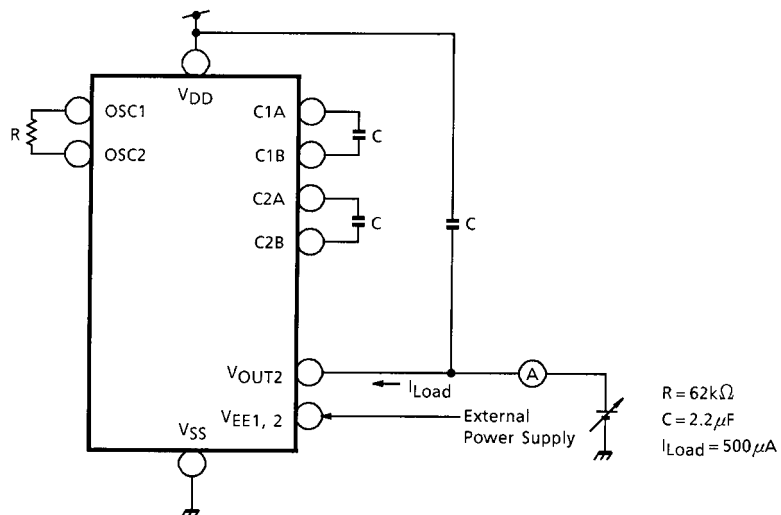 VDD
OSC1
OSC2
R
C1A
C1B
C
C2A
C2B
C
C
VOUT2
ILoad
A
VEE1, 2
External
Power Supply
VSS
R = 62kΩ
C = 2.2μF
ILoad = 500μA